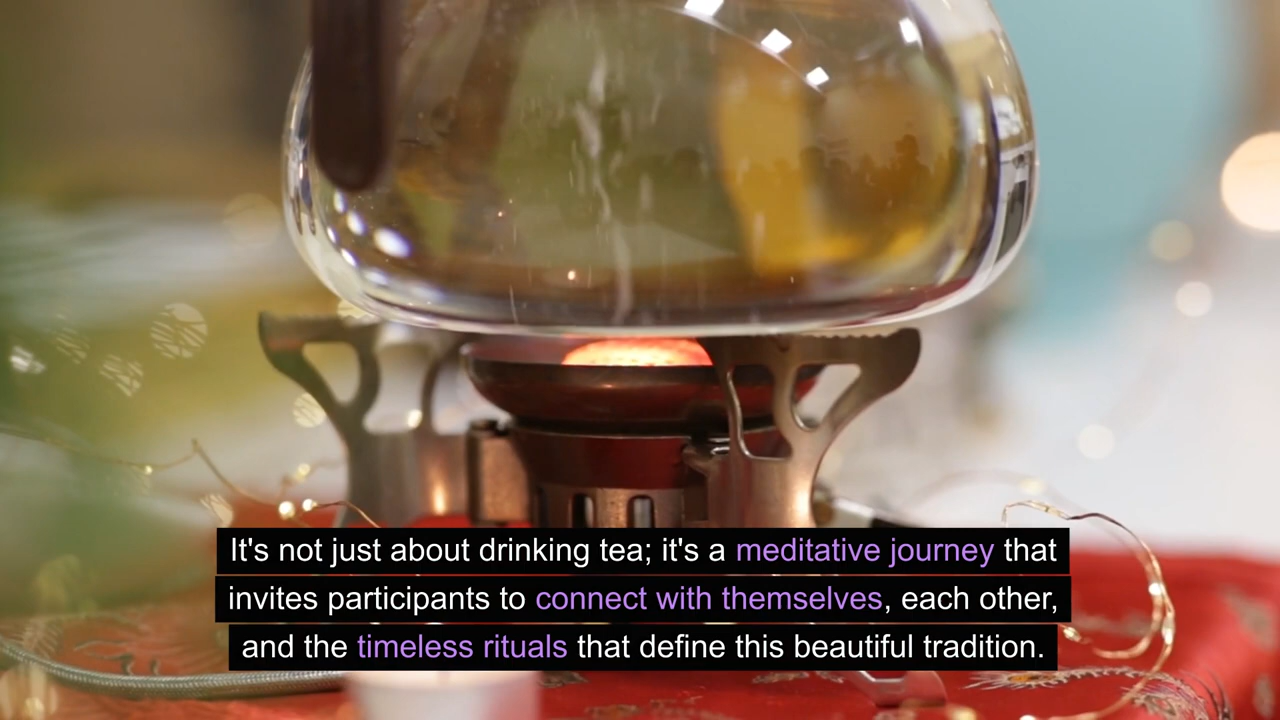 It's not just about drinking tea; it's a meditative journey that
invites participants to connect with themselves, each other,
and the timeless rituals that define this beautiful tradition.